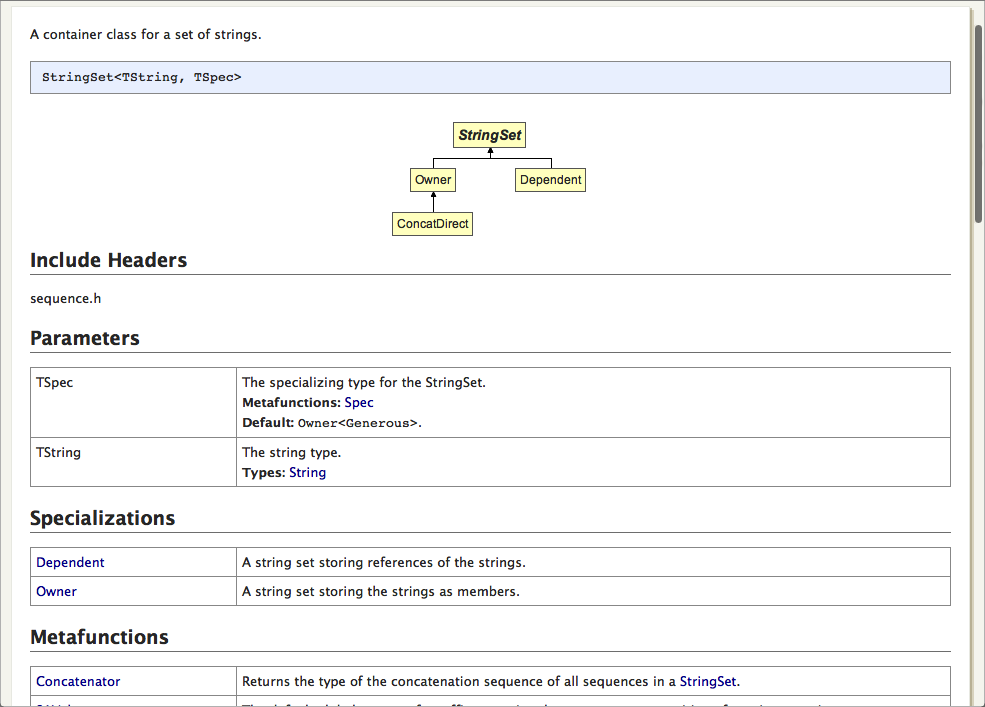 A container class for a set of strings.
StringSet<TString, TSpec>
StringSet
Owner
Dependent
ConcatDirect
Include Headers
sequence.h
Parameters
TSpec
The specializing type for the StringSet.
Metafunctions: Spec
Default: Owner<Generous>.
TString
The string type.
Types: String
Specializations
Dependent
A string set storing references of the strings.
Owner
A string set storing the strings as members.
Metafunctions
Concatenator
Returns the type of the concatenation sequence of all sequences in a StringSet.